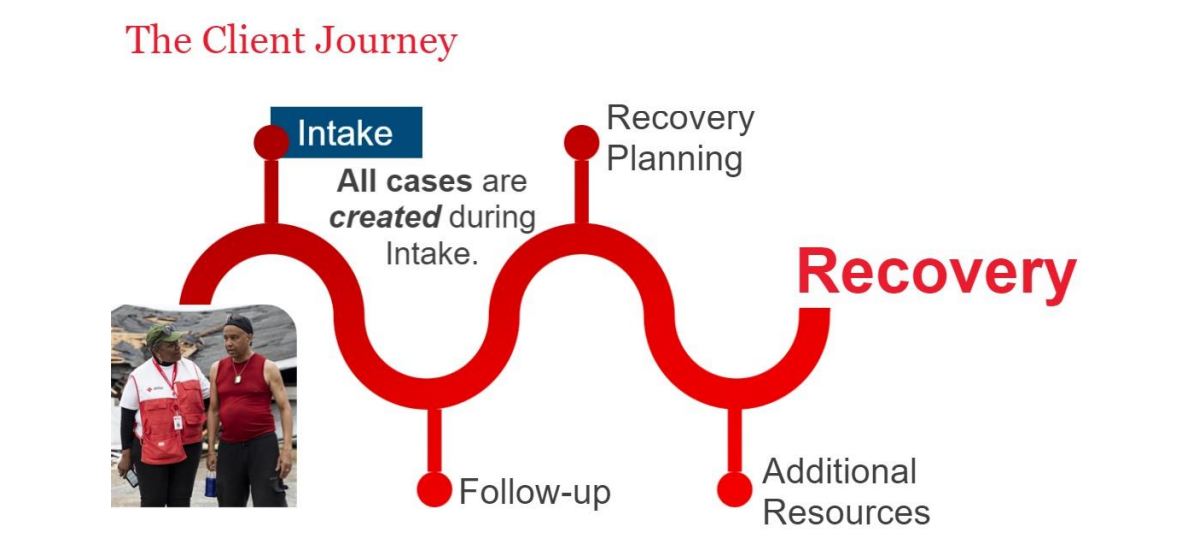 The Client Journey
Intake
All cases are
created during
Intake.
Recovery
Planning
Recovery
Follow-up
Additional
Resources